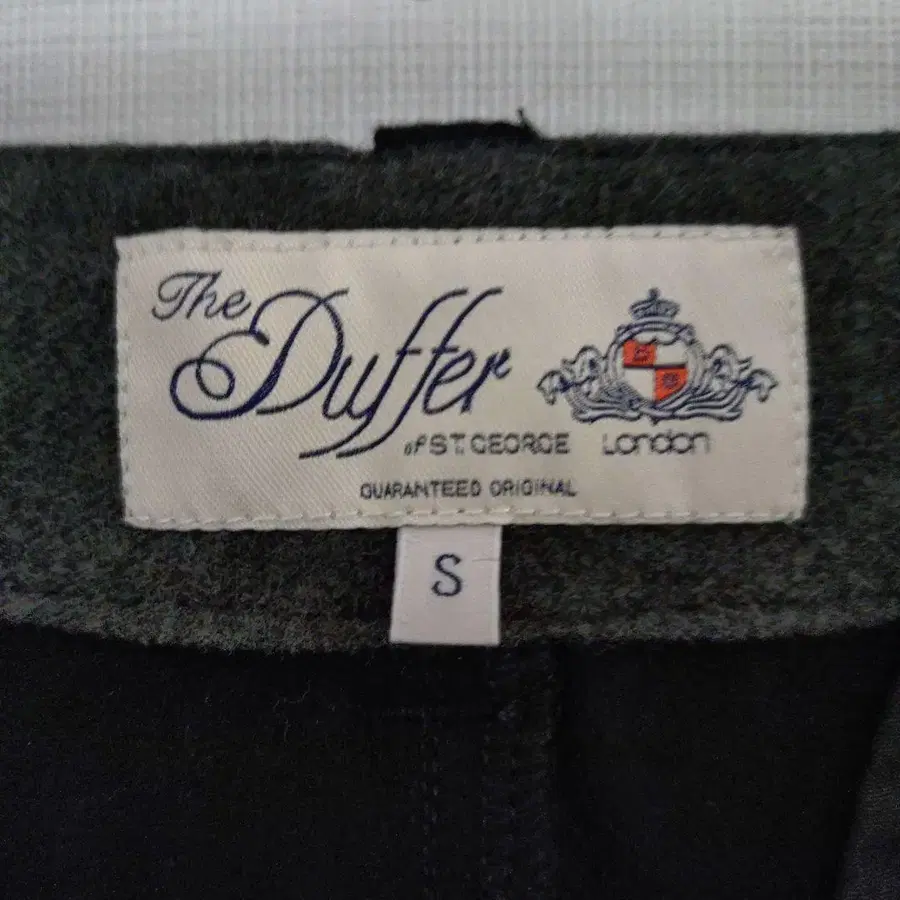 The
Duffer
of ST. GEORGE London
GUARANTEED ORIGINAL
S